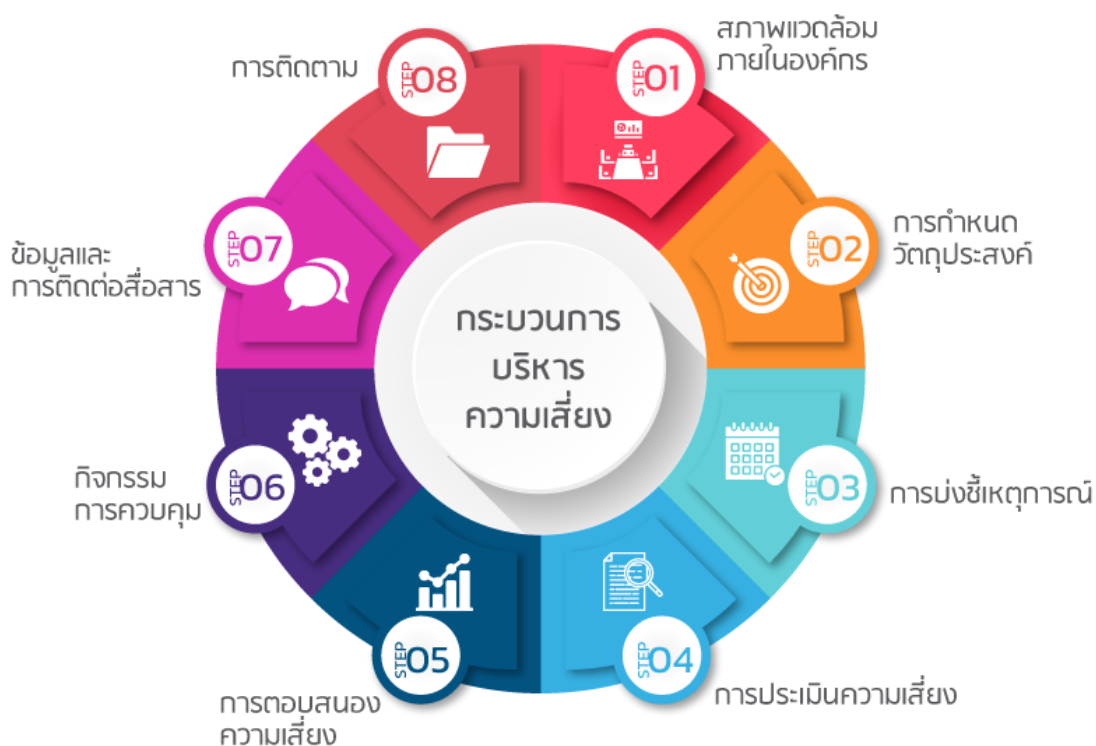 กระบวนการ
บริหาร
ความเสี่ยง
STEP 01
สภาพแวดล้อม
ภายในองค์กร
STEP 02
การกำหนด
วัตถุประสงค์
STEP 03
การบ่งชี้เหตุการณ์
STEP 04
การประเมินความเสี่ยง
STEP 05
การตอบสนอง
ความเสี่ยง
STEP 06
กิจกรรม
การควบคุม
STEP 07
ข้อมูลและ
การติดต่อสื่อสาร
STEP 08
การติดตาม